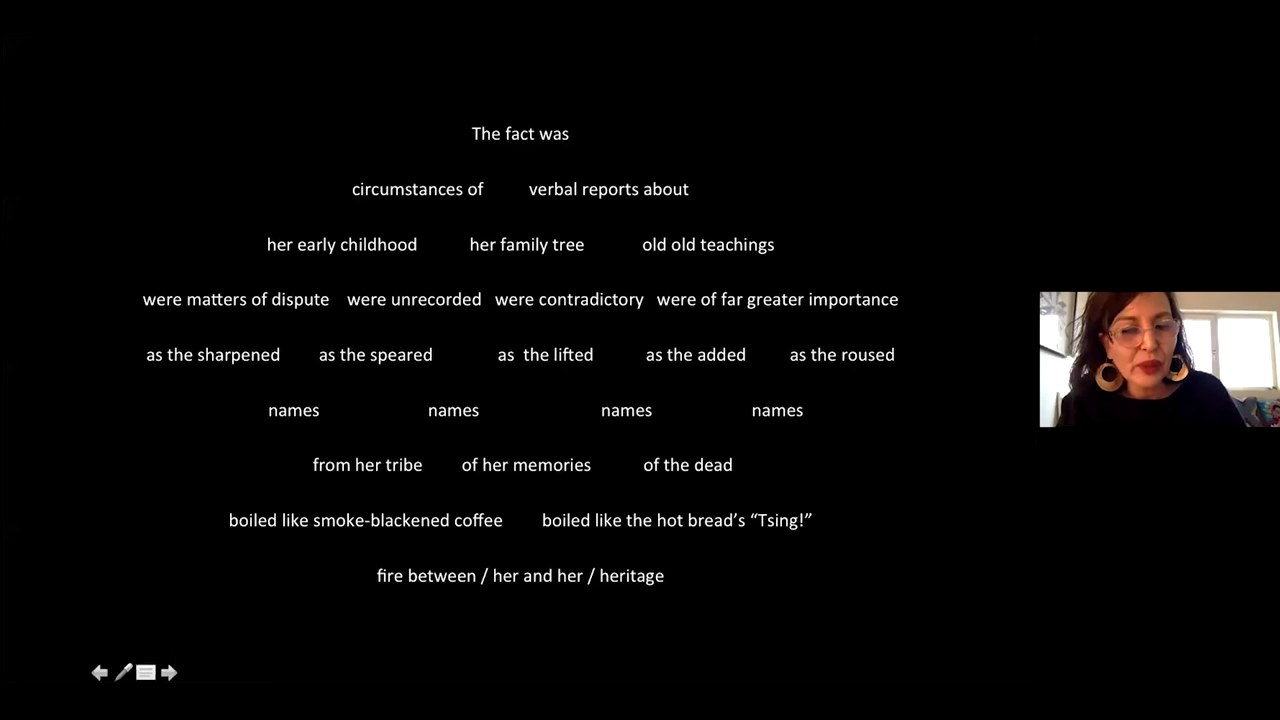 The fact was
circumstances of verbal reports about
her early childhood her family tree old old teachings
were matters of dispute were unrecorded were contradictory were of far greater importance
as the sharpened as the speared as the lifted as the added as the roused
names names names names
from her tribe of her memories of the dead
boiled like smoke-blackened coffee boiled like the hot bread’s “Tsing!”
fire between / her and her / heritage